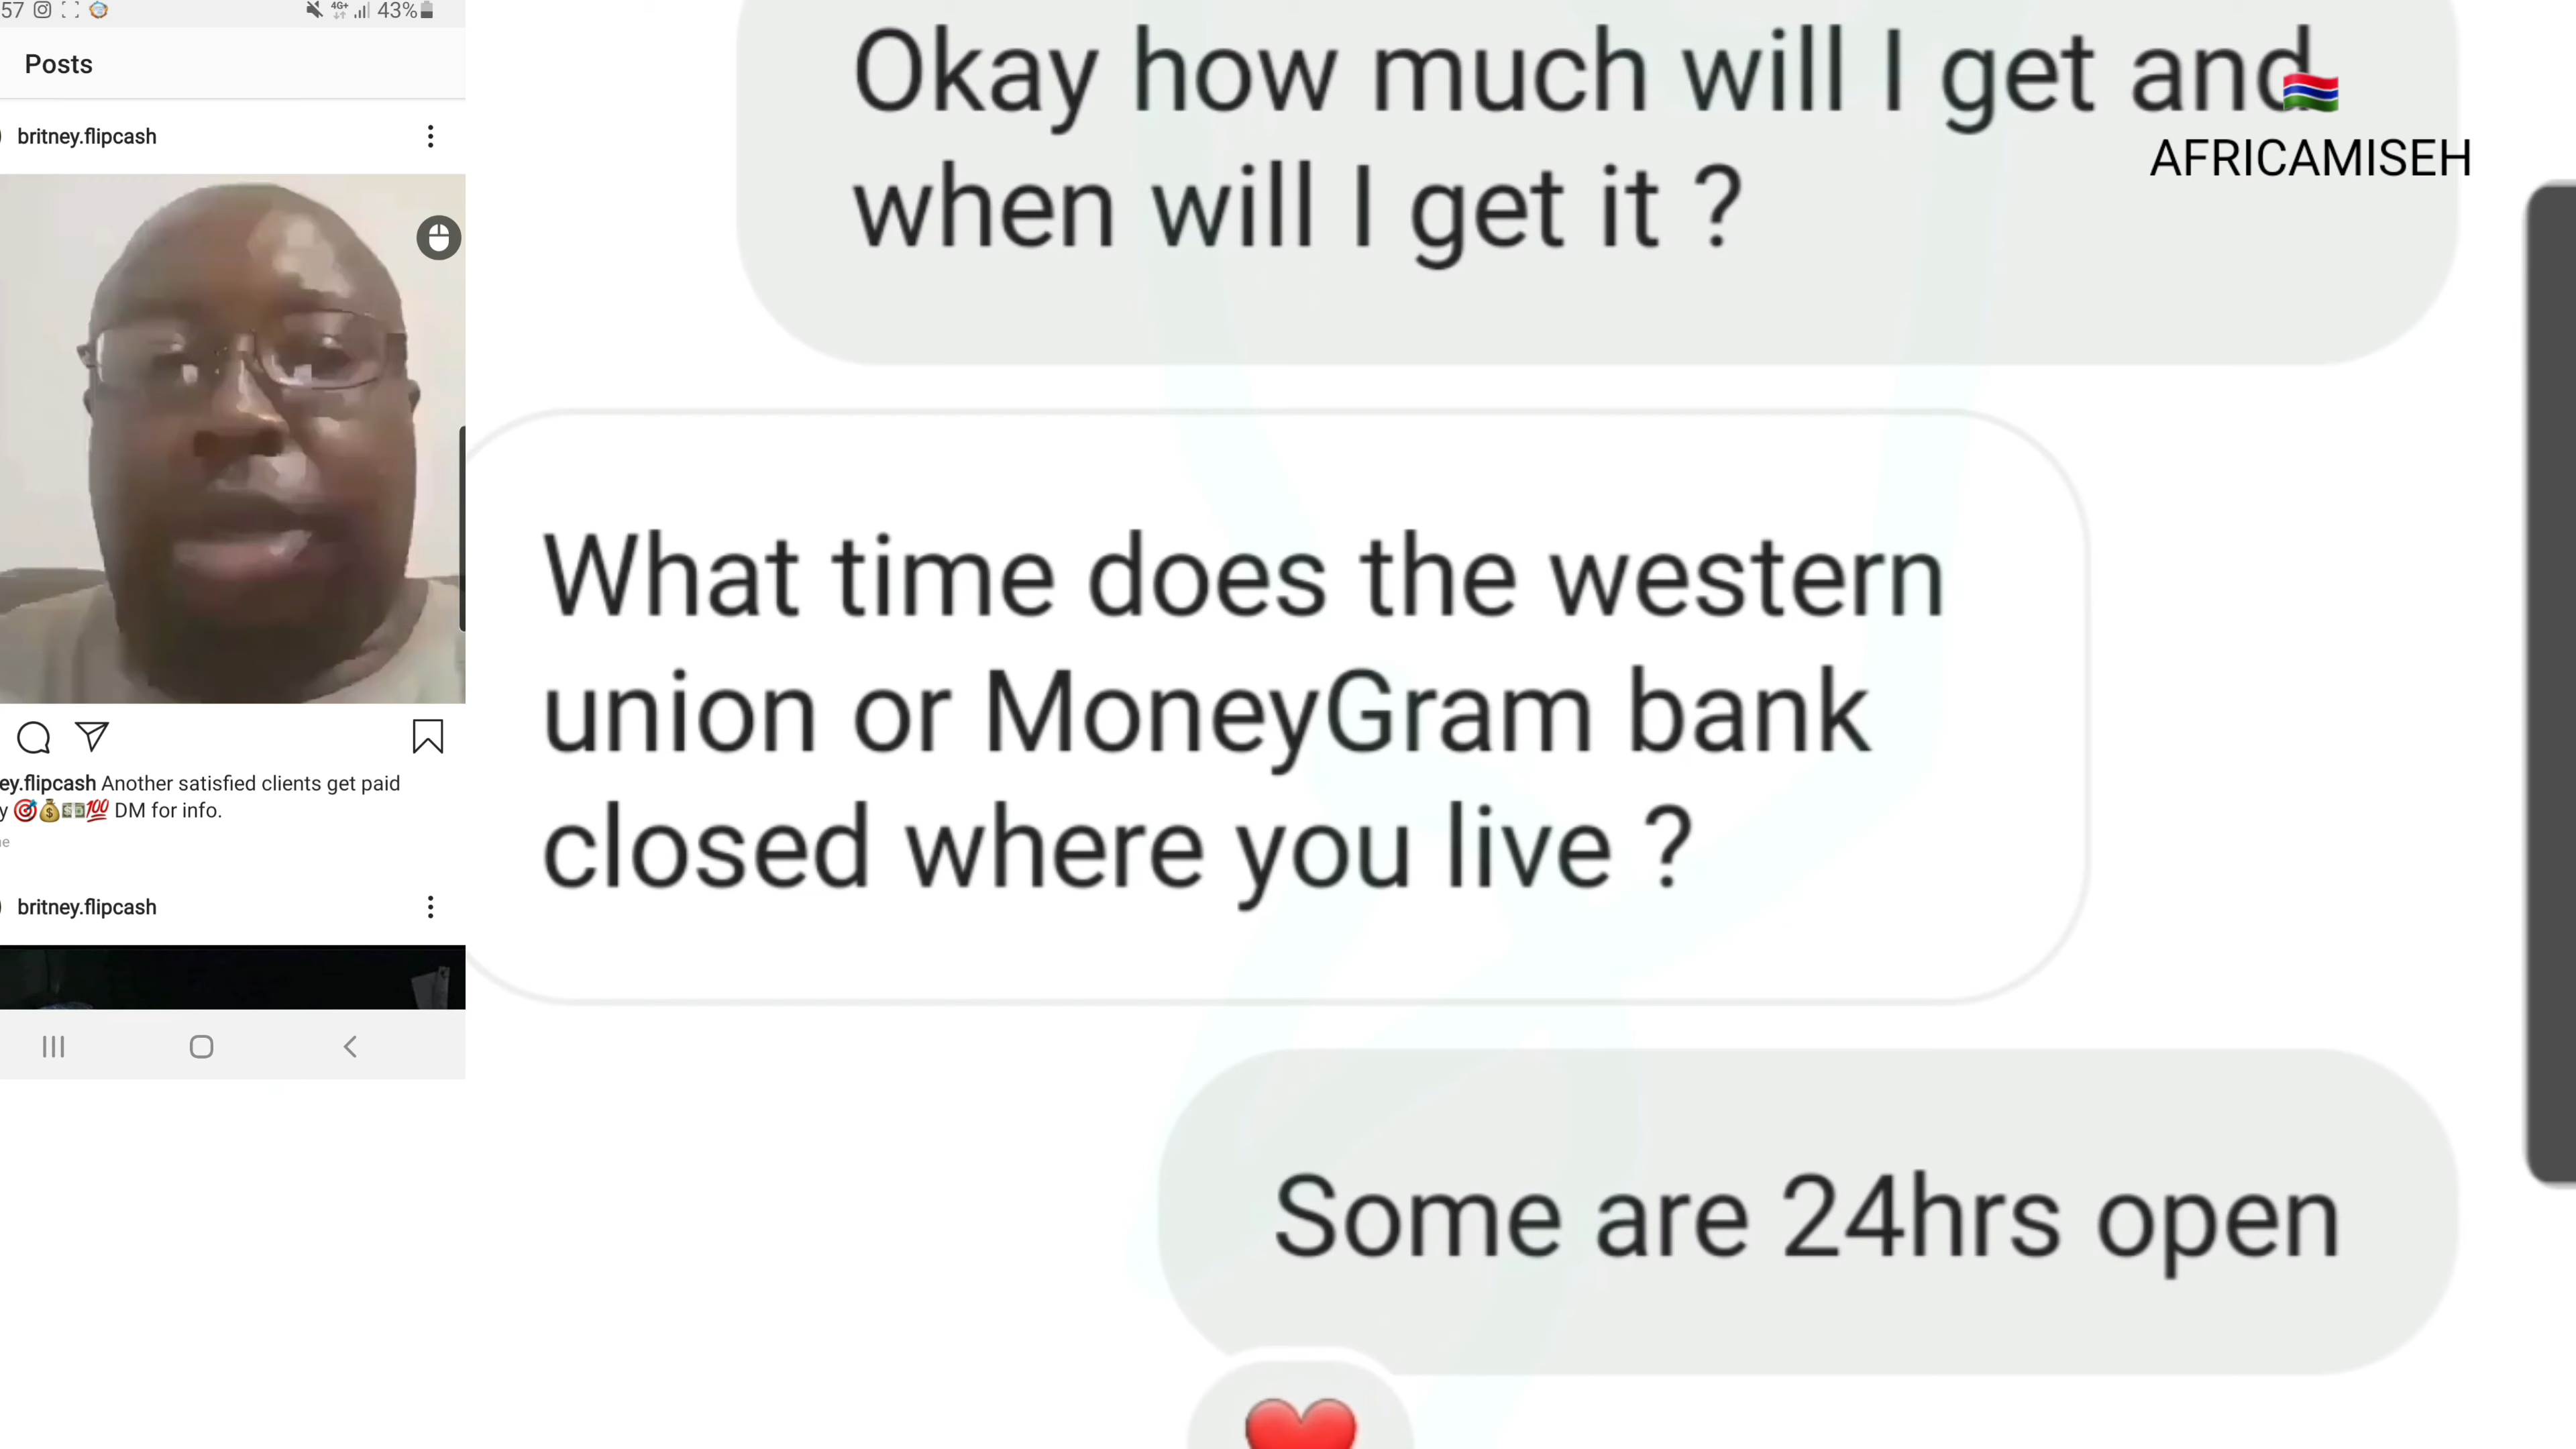 57
4G+
43%
Posts
britney.flipcash
ey.flipcash Another satisfied clients get paid
y 🎯💰💵💯 DM for info.
britney.flipcash
Okay how much will I get and
when will I get it ?
🇬🇲
AFRICAMISEH
What time does the western
union or MoneyGram bank
closed where you live ?
Some are 24hrs open
❤️